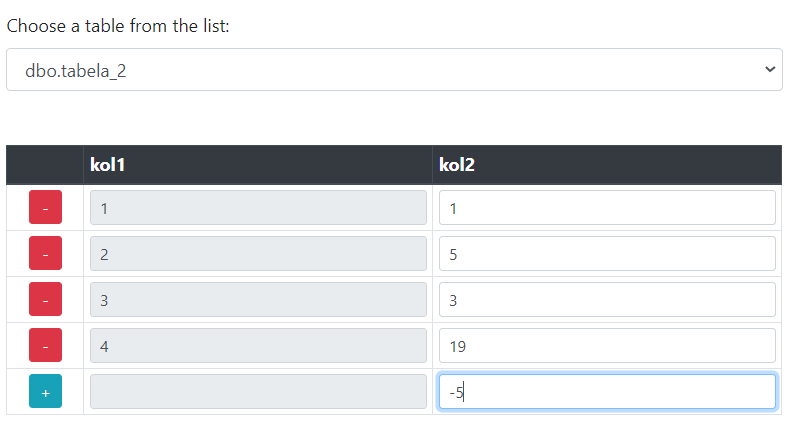 Choose a table from the list:
dbo.tabela_2
kol1 kol2
- 1 1
- 2 5
- 3 3
- 4 19
+ -5